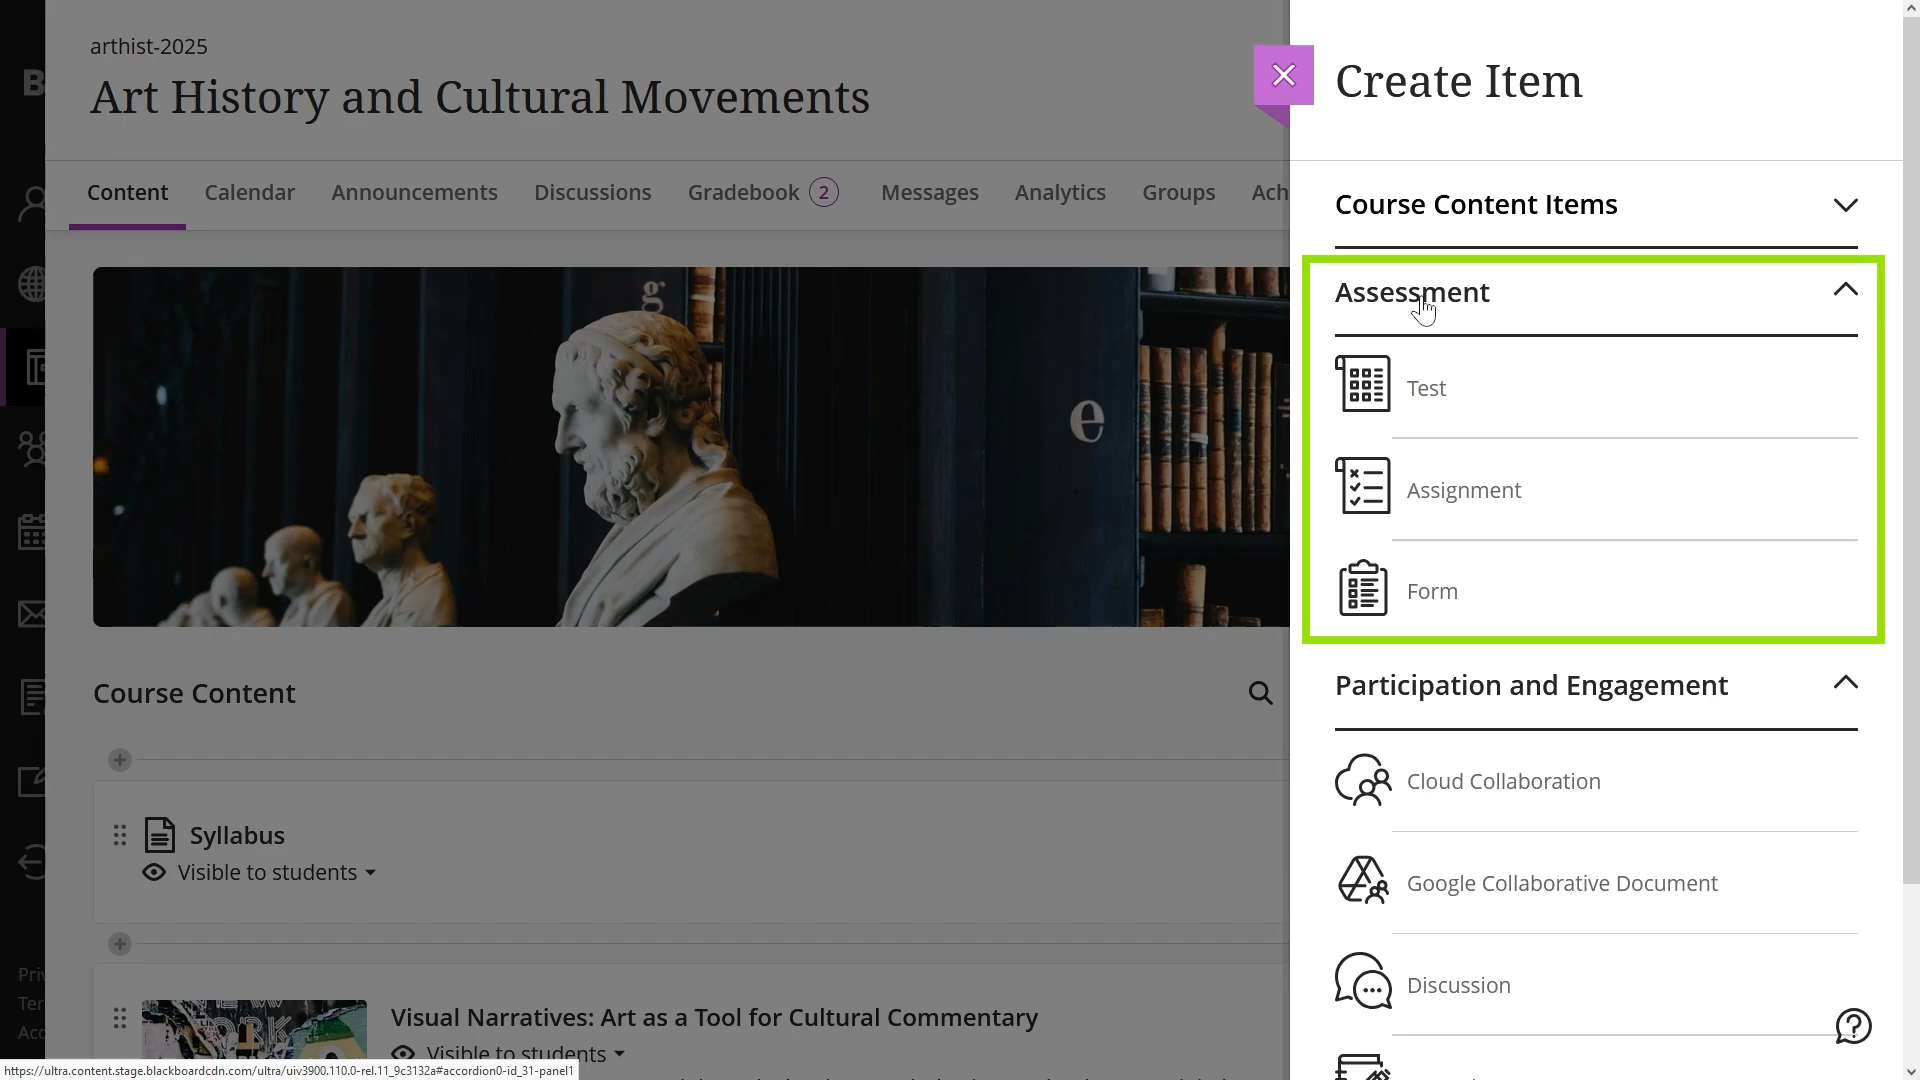 arthist-2025
Art History and Cultural Movements
Content Calendar Announcements Discussions Gradebook 2 Messages Analytics Groups Ach
B
g
e
Course Content
Syllabus
Visible to students
Visual Narratives: Art as a Tool for Cultural Commentary
Visible to students
Priv
Ter
Acc
https://ultra.content.stage.blackboardcdn.com/ultra/uiv3900.110.0-rel.11_9c3132a#accordion0-id_31-panel1
Create Item
Course Content Items
Assessment
Test
Assignment
Form
Participation and Engagement
Cloud Collaboration
Google Collaborative Document
Discussion